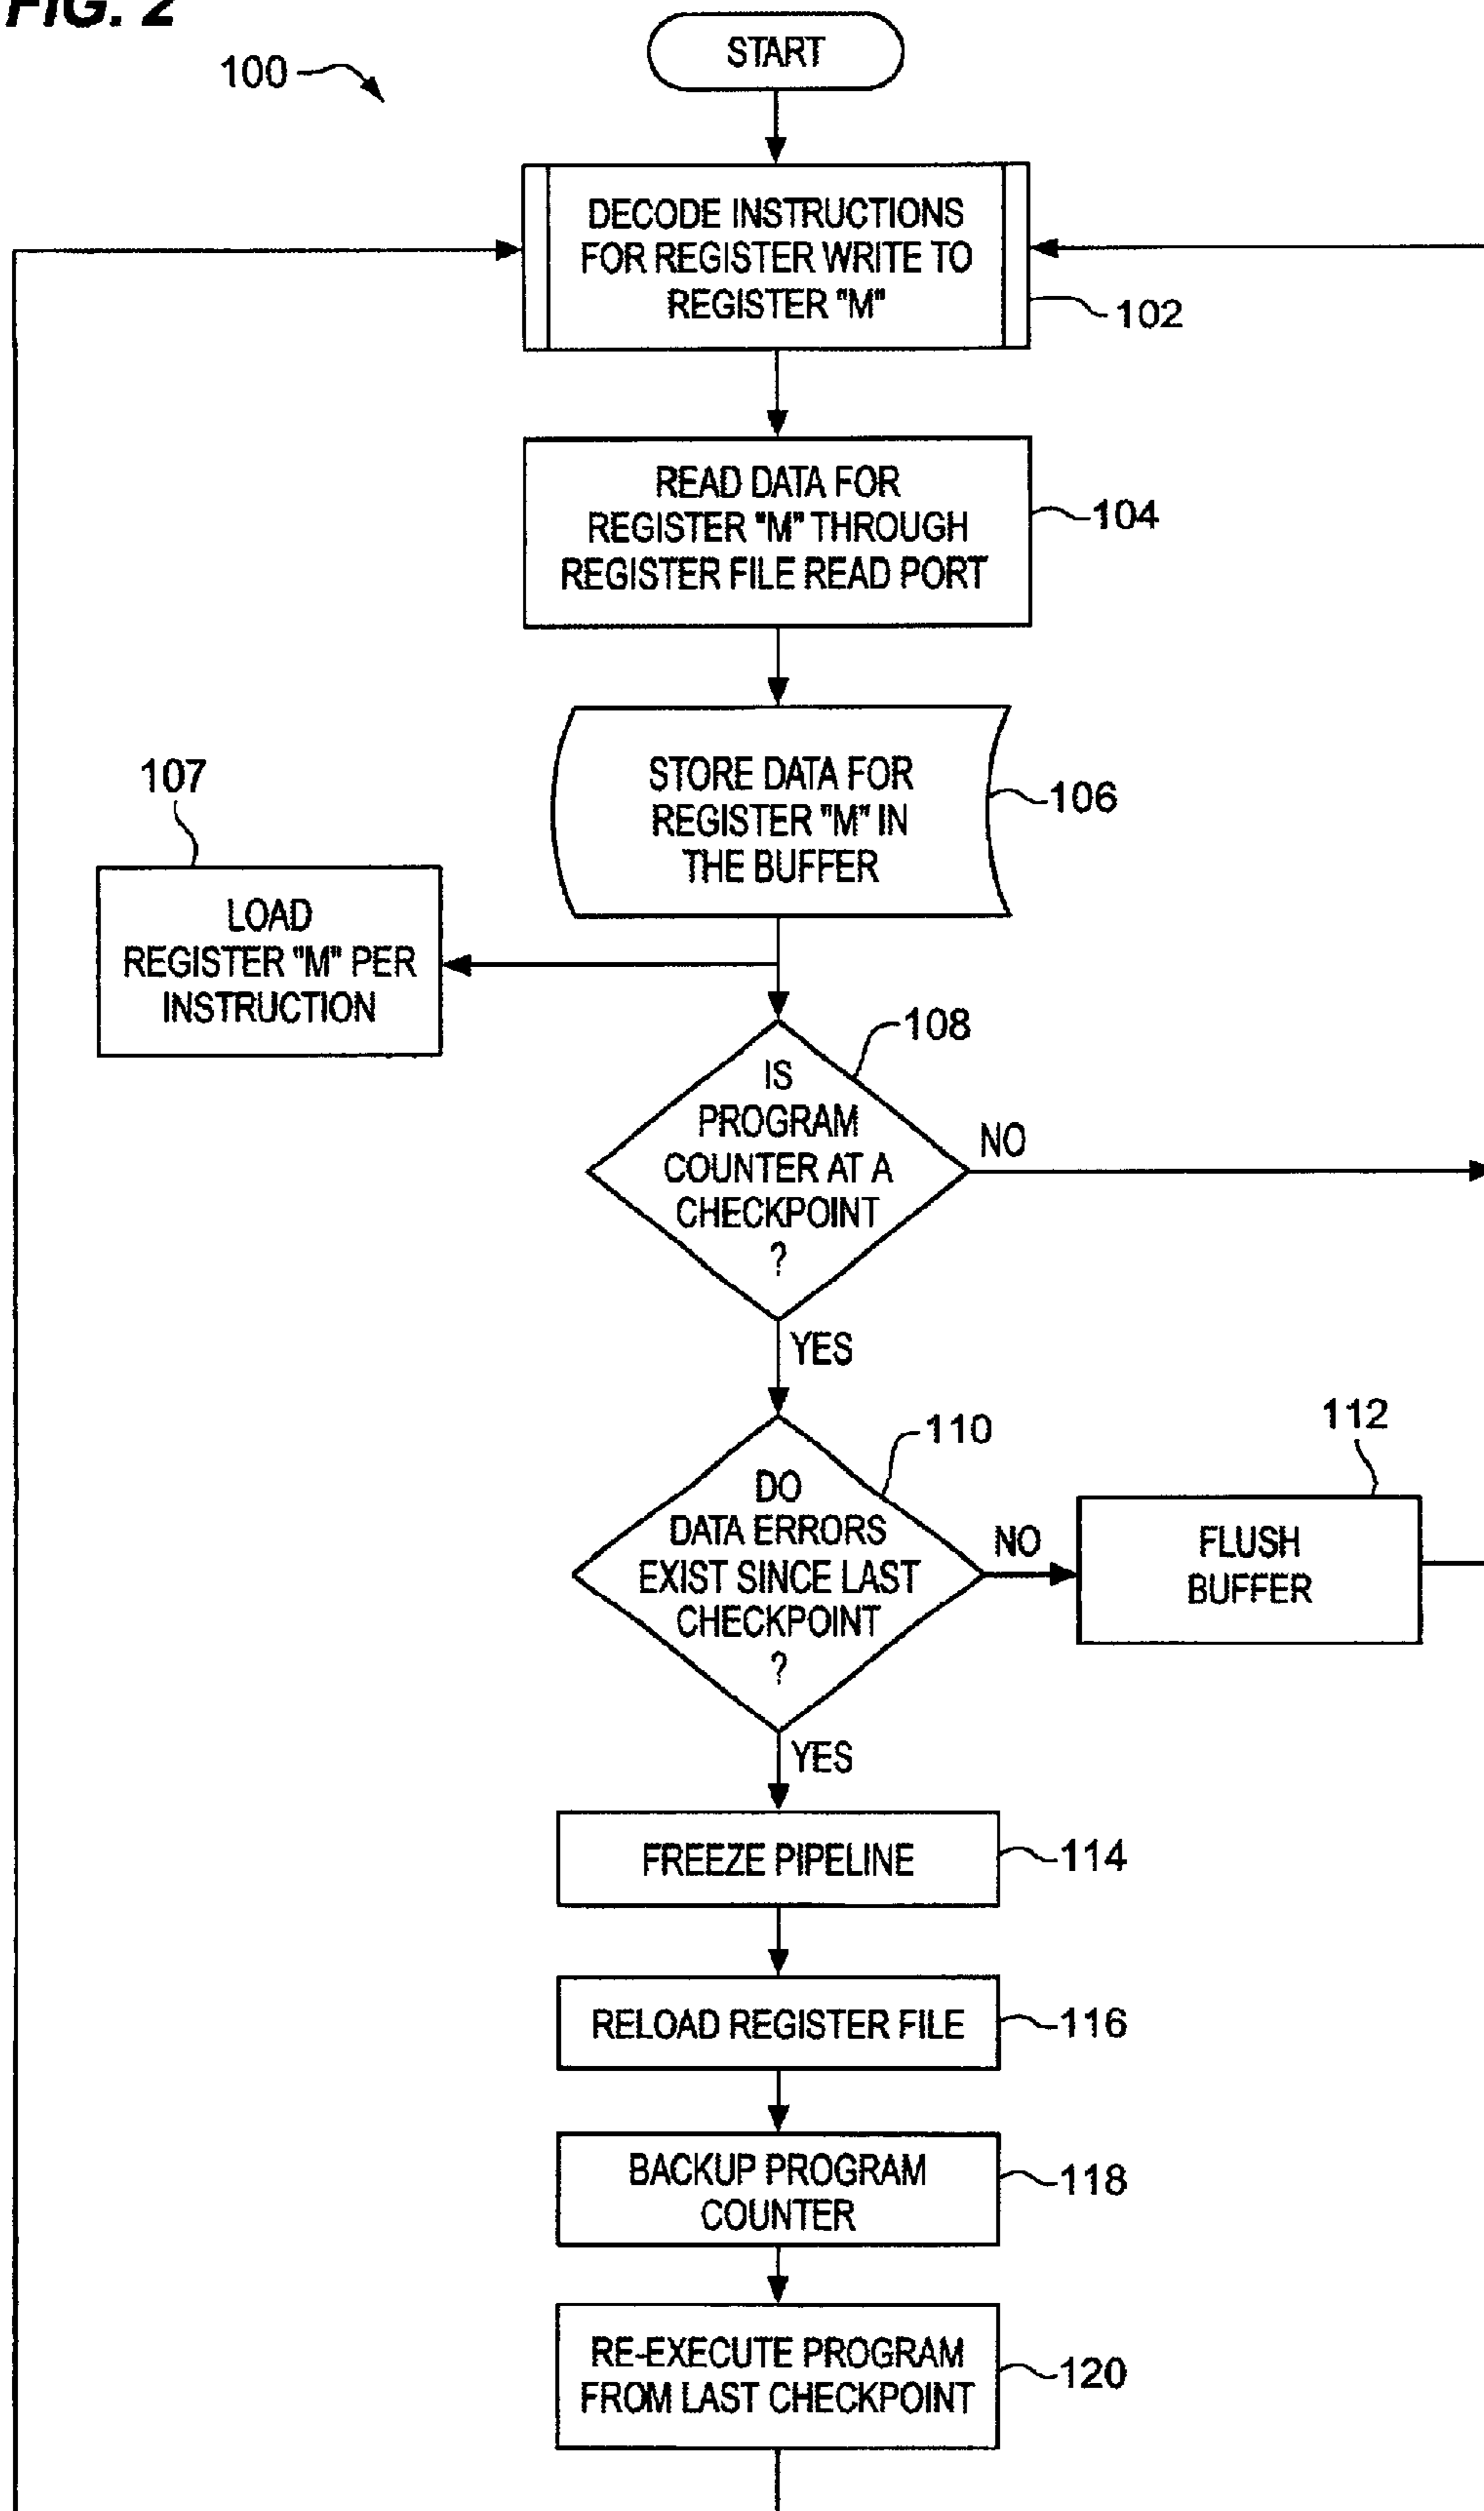 FIG. 2
100
START
DECODE INSTRUCTIONS
FOR REGISTER WRITE TO
REGISTER "M"
102
READ DATA FOR
REGISTER "M" THROUGH
REGISTER FILE READ PORT
104
STORE DATA FOR
REGISTER "M" IN
THE BUFFER
106
107
LOAD
REGISTER "M" PER
INSTRUCTION
108
IS
PROGRAM
COUNTER AT A
CHECKPOINT
?
NO
YES
110
DO
DATA ERRORS
EXIST SINCE LAST
CHECKPOINT
?
NO
112
FLUSH
BUFFER
YES
FREEZE PIPELINE
114
RELOAD REGISTER FILE
116
BACKUP PROGRAM
COUNTER
118
RE-EXECUTE PROGRAM
FROM LAST CHECKPOINT
120